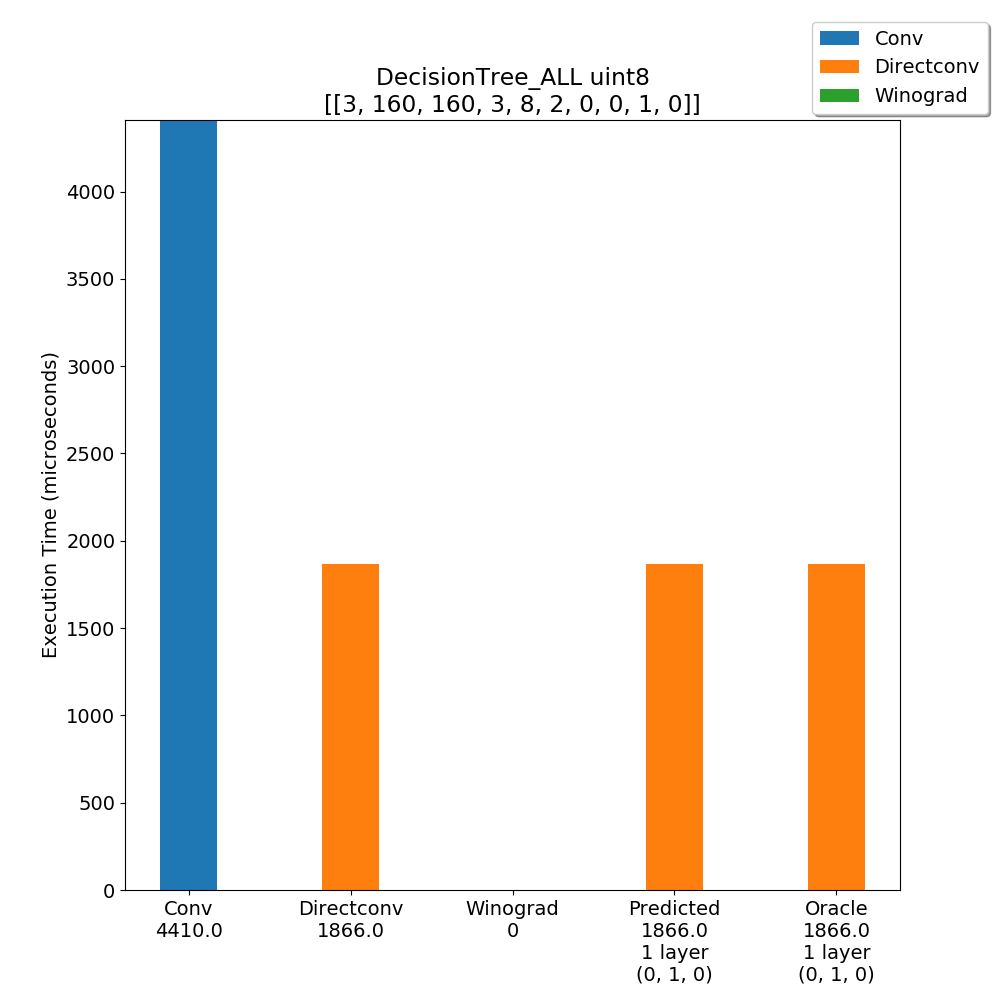 Conv
Directconv
Winograd
DecisionTree_ALL uint8
[[3, 160, 160, 3, 8, 2, 0, 0, 1, 0]]
Execution Time (microseconds)
4000
3500
3000
2500
2000
1500
1000
500
0
Conv
4410.0
Directconv
1866.0
Winograd
0
Predicted
1866.0
1 layer
(0, 1, 0)
Oracle
1866.0
1 layer
(0, 1, 0)